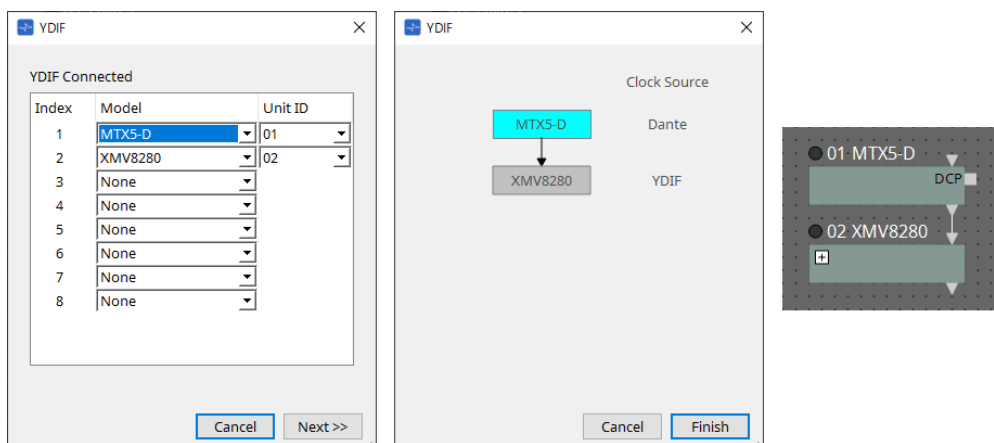 YDIF
YDIF Connected
Index Model Unit ID
1 MTX5-D 01
2 XMV8280 02
3 None
4 None
5 None
6 None
7 None
8 None
Cancel Next >>
YDIF
Clock Source
MTX5-D Dante
XMV8280 YDIF
Cancel Finish
01 MTX5-D
DCP
02 XMV8280